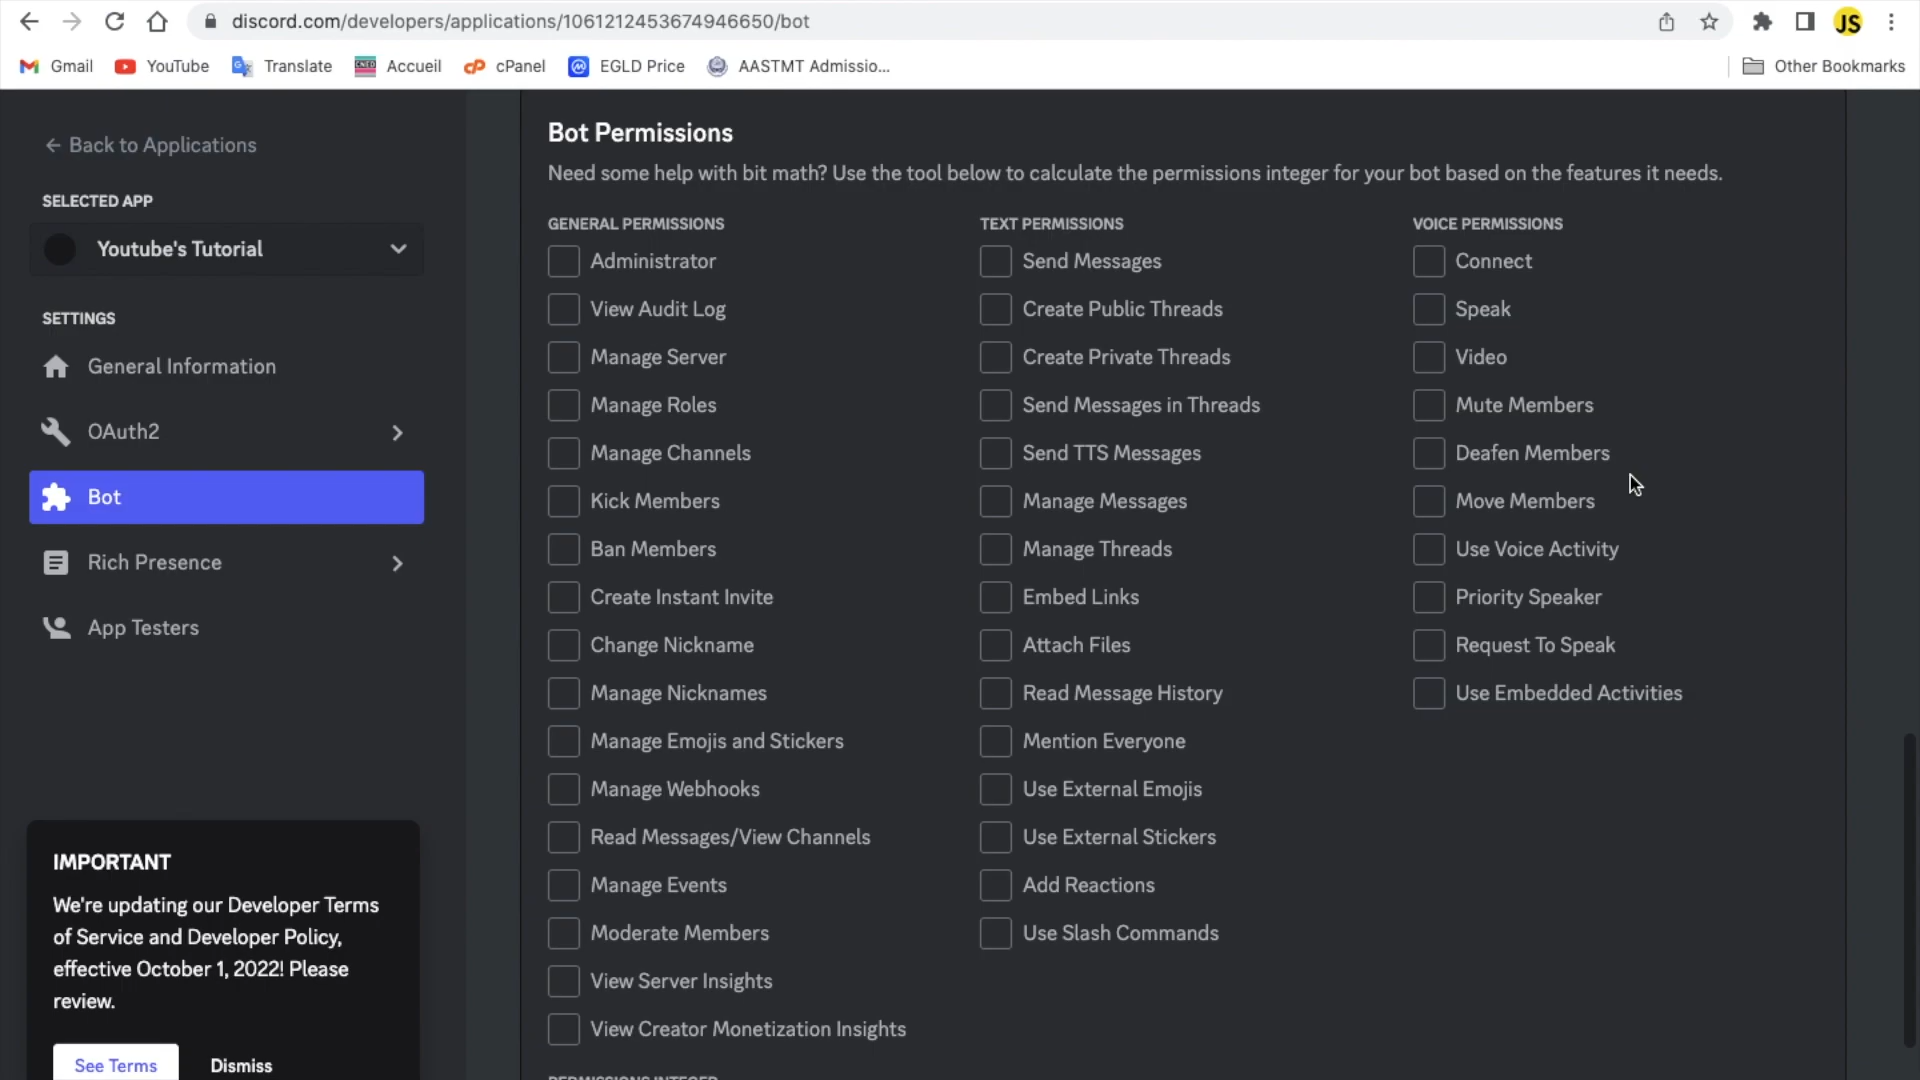 discord.com/developers/applications/1061212453674946650/bot
JS
Gmail
YouTube
Translate
Accueil
cPanel
EGLD Price
AASTMT Admissio...
Other Bookmarks
← Back to Applications
SELECTED APP
Youtube's Tutorial
SETTINGS
General Information
OAuth2
Bot
Rich Presence
App Testers
IMPORTANT
We're updating our Developer Terms
of Service and Developer Policy,
effective October 1, 2022! Please
review.
See Terms
Dismiss
Bot Permissions
Need some help with bit math? Use the tool below to calculate the permissions integer for your bot based on the features it needs.
GENERAL PERMISSIONS
Administrator
View Audit Log
Manage Server
Manage Roles
Manage Channels
Kick Members
Ban Members
Create Instant Invite
Change Nickname
Manage Nicknames
Manage Emojis and Stickers
Manage Webhooks
Read Messages/View Channels
Manage Events
Moderate Members
View Server Insights
View Creator Monetization Insights
TEXT PERMISSIONS
Send Messages
Create Public Threads
Create Private Threads
Send Messages in Threads
Send TTS Messages
Manage Messages
Manage Threads
Embed Links
Attach Files
Read Message History
Mention Everyone
Use External Emojis
Use External Stickers
Add Reactions
Use Slash Commands
VOICE PERMISSIONS
Connect
Speak
Video
Mute Members
Deafen Members
Move Members
Use Voice Activity
Priority Speaker
Request To Speak
Use Embedded Activities
PERMISSIONS INTEGER